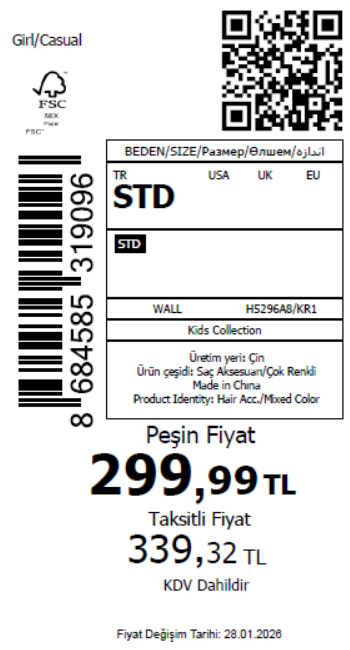 Girl/Casual
FSC
MIX
Paper
FSC™
BEDEN/SIZE/Размер/Өлшем/اندازه
TR USA UK EU
STD
STD
WALL H5296A8/KR1
Kids Collection
Üretim yeri: Çin
Ürün çeşidi: Saç Aksesuarı/Çok Renkli
Made in China
Product Identity: Hair Acc./Mixed Color
8 684585 319096
Peşin Fiyat
299,99 TL
Taksitli Fiyat
339,32 TL
KDV Dahildir
Fiyat Değişim Tarihi: 28.01.2026